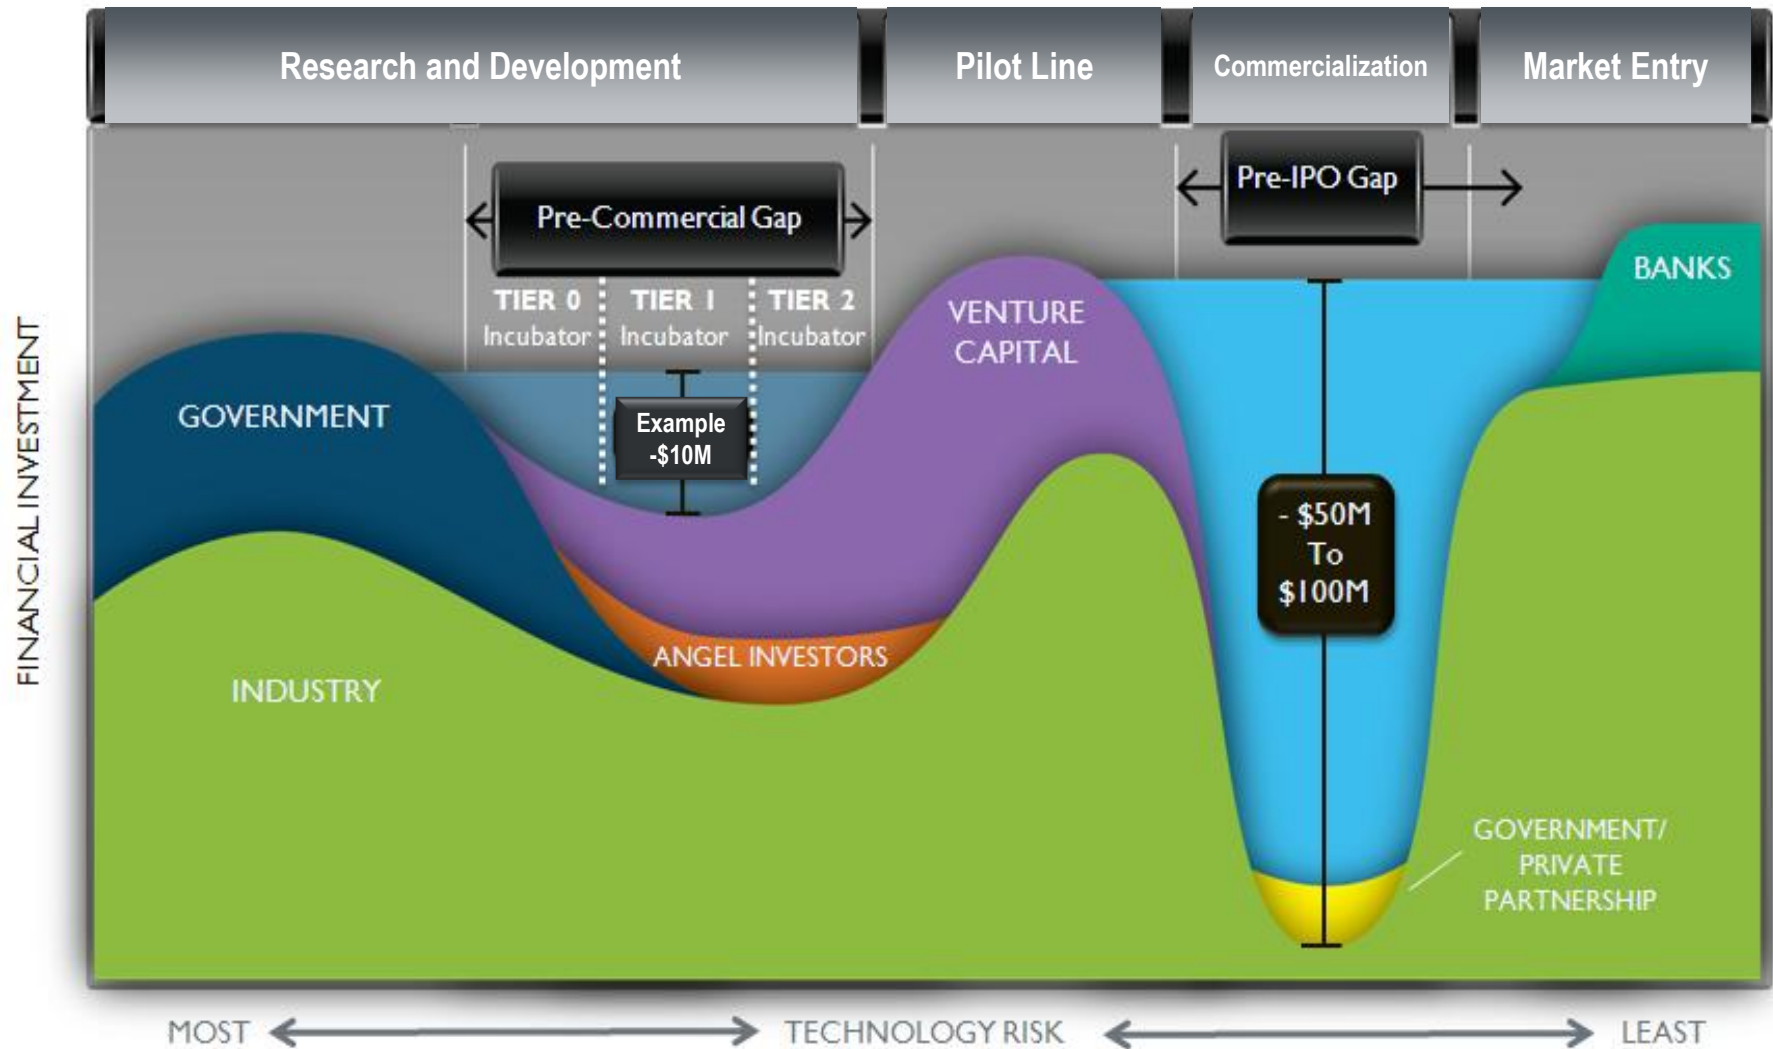 Research and Development
Pilot Line
Commercialization
Market Entry
Pre-Commercial Gap
Pre-IPO Gap
TIER 0
Incubator
TIER 1
Incubator
TIER 2
Incubator
Example
-$10M
GOVERNMENT
VENTURE
CAPITAL
BANKS
- $50M
To
$100M
ANGEL INVESTORS
INDUSTRY
GOVERNMENT/
PRIVATE
PARTNERSHIP
FINANCIAL INVESTMENT
MOST
TECHNOLOGY RISK
LEAST